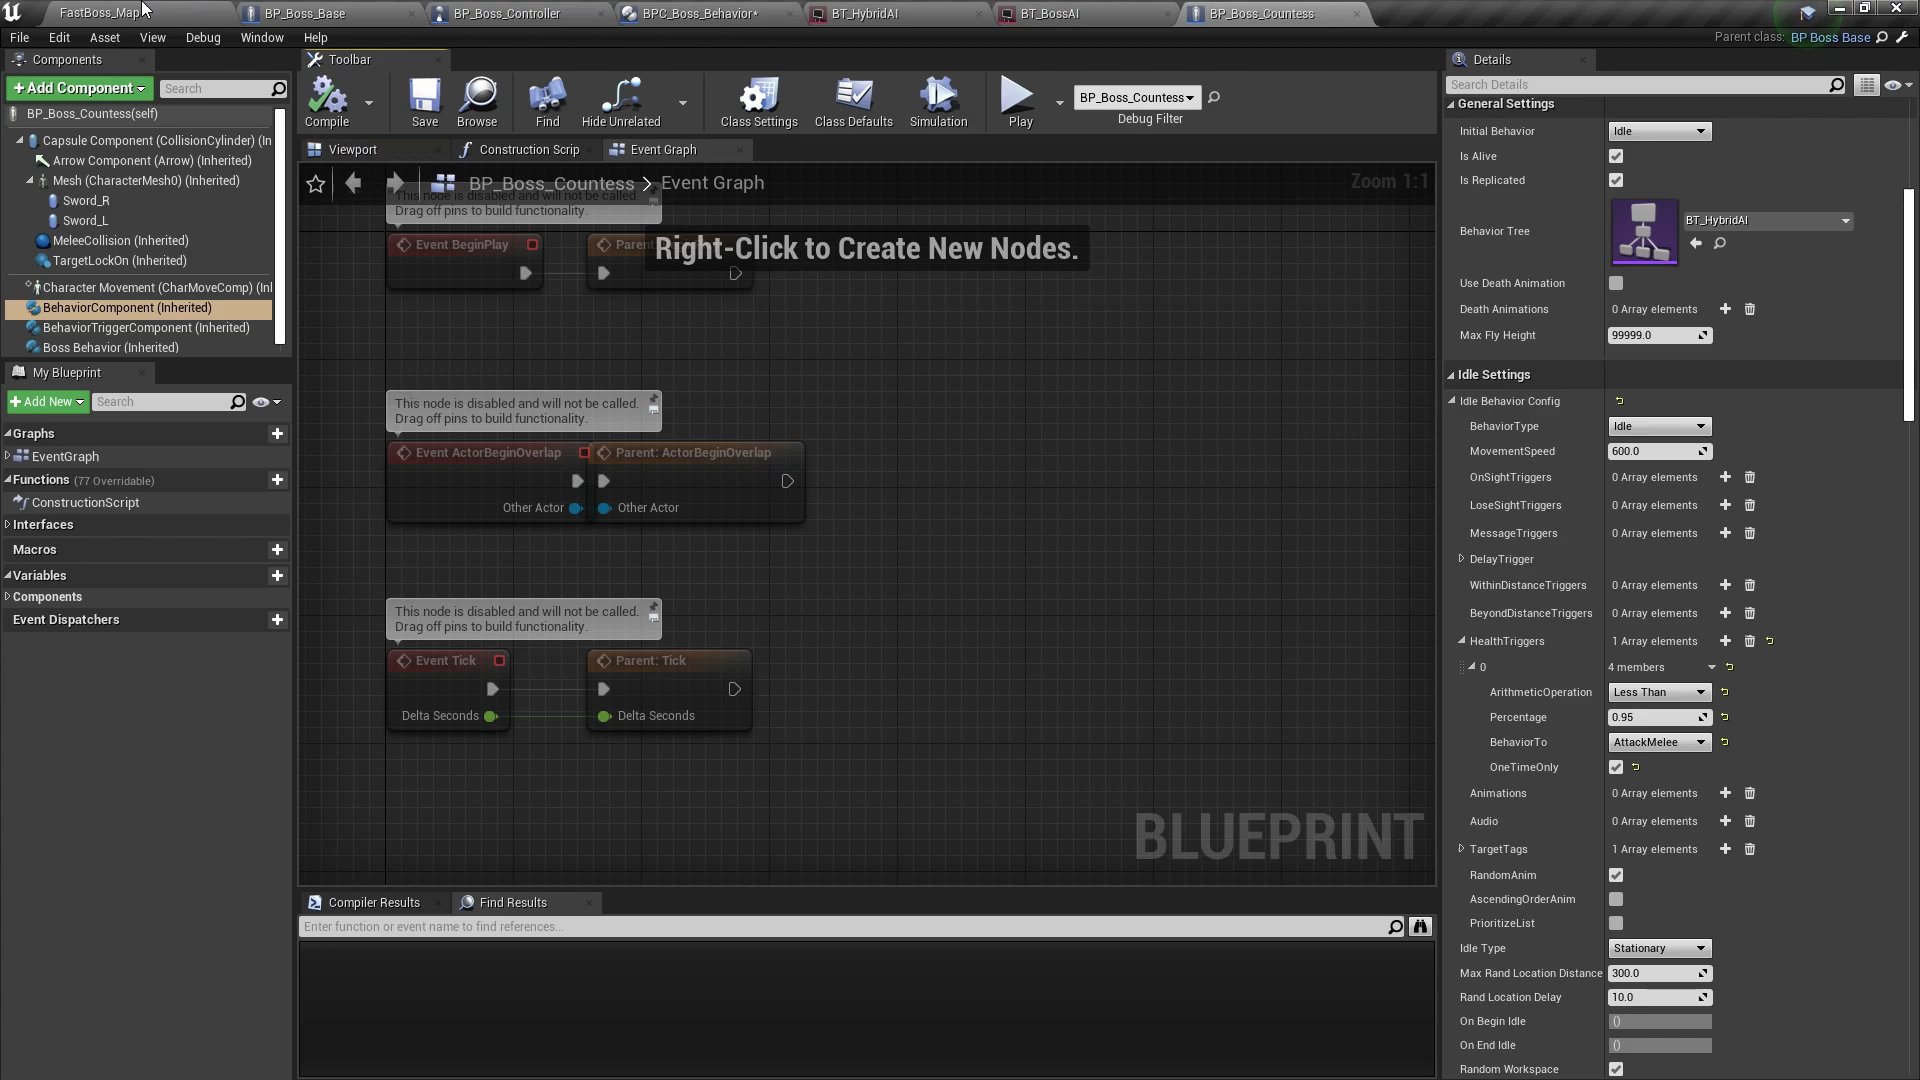 FastBoss_Map
BP_Boss_Base
BP_Boss_Controller
BPC_Boss_Behavior*
BT_HybridAI
BT_BossAI
BP_Boss_Countess
File Edit Asset View Debug Window Help
Parent class: BP Boss Base
Components
+Add Component
Search
BP_Boss_Countess(self)
Capsule Component (CollisionCylinder) (In
Arrow Component (Arrow) (Inherited)
Mesh (CharacterMesh0) (Inherited)
Sword_R
Sword_L
MeleeCollision (Inherited)
TargetLockOn (Inherited)
Character Movement (CharMoveComp) (Inl
BehaviorComponent (Inherited)
BehaviorTriggerComponent (Inherited)
Boss Behavior (Inherited)
My Blueprint
+Add New
Search
Graphs
EventGraph
Functions (77 Overridable)
ConstructionScript
Interfaces
Macros
Variables
Components
Event Dispatchers
Toolbar
Compile
Save
Browse
Find
Hide Unrelated
Class Settings
Class Defaults
Simulation
Play
BP_Boss_Countess
Debug Filter
Viewport
Construction Scrip
Event Graph
BP_Boss_Countess > Event Graph
Zoom 1:1
This node is disabled and will not be called.
Drag off pins to build functionality.
Event BeginPlay
Parent
Right-Click to Create New Nodes.
This node is disabled and will not be called.
Drag off pins to build functionality.
Event ActorBeginOverlap
Other Actor
Parent: ActorBeginOverlap
Other Actor
This node is disabled and will not be called.
Drag off pins to build functionality.
Event Tick
Delta Seconds
Parent: Tick
Delta Seconds
BLUEPRINT
Compiler Results
Find Results
Enter function or event name to find references...
Details
Search Details
General Settings
Initial Behavior Idle
Is Alive
Is Replicated
Behavior Tree BT_HybridAI
Use Death Animation
Death Animations 0 Array elements
Max Fly Height 99999.0
Idle Settings
Idle Behavior Config
BehaviorType Idle
MovementSpeed 600.0
OnSightTriggers 0 Array elements
LoseSightTriggers 0 Array elements
MessageTriggers 0 Array elements
DelayTrigger
WithinDistanceTriggers 0 Array elements
BeyondDistanceTriggers 0 Array elements
HealthTriggers 1 Array elements
0 4 members
ArithmeticOperation Less Than
Percentage 0.95
BehaviorTo AttackMelee
OneTimeOnly
Animations 0 Array elements
Audio 0 Array elements
TargetTags 1 Array elements
RandomAnim
AscendingOrderAnim
PrioritizeList
Idle Type Stationary
Max Rand Location Distance 300.0
Rand Location Delay 10.0
On Begin Idle ()
On End Idle ()
Random Workspace